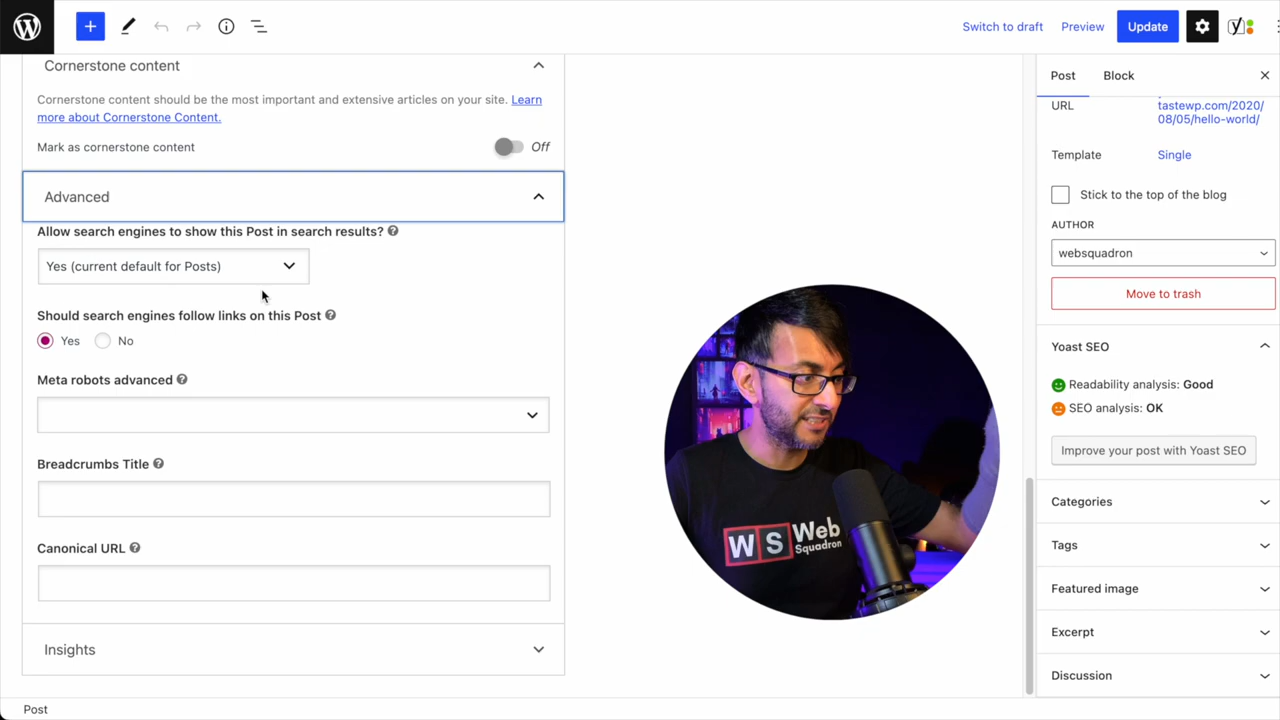 Switch to draft
Preview
Update
Cornerstone content
Cornerstone content should be the most important and extensive articles on your site. Learn
more about Cornerstone Content.
Mark as cornerstone content
Off
Advanced
Allow search engines to show this Post in search results?
Yes (current default for Posts)
Should search engines follow links on this Post
Yes
No
Meta robots advanced
Breadcrumbs Title
Canonical URL
Insights
Post
WS Web
Squadron
Post
Block
URL
tastewp.com/2020/
08/05/hello-world/
Template
Single
Stick to the top of the blog
AUTHOR
websquadron
Move to trash
Yoast SEO
Readability analysis: Good
SEO analysis: OK
Improve your post with Yoast SEO
Categories
Tags
Featured image
Excerpt
Discussion